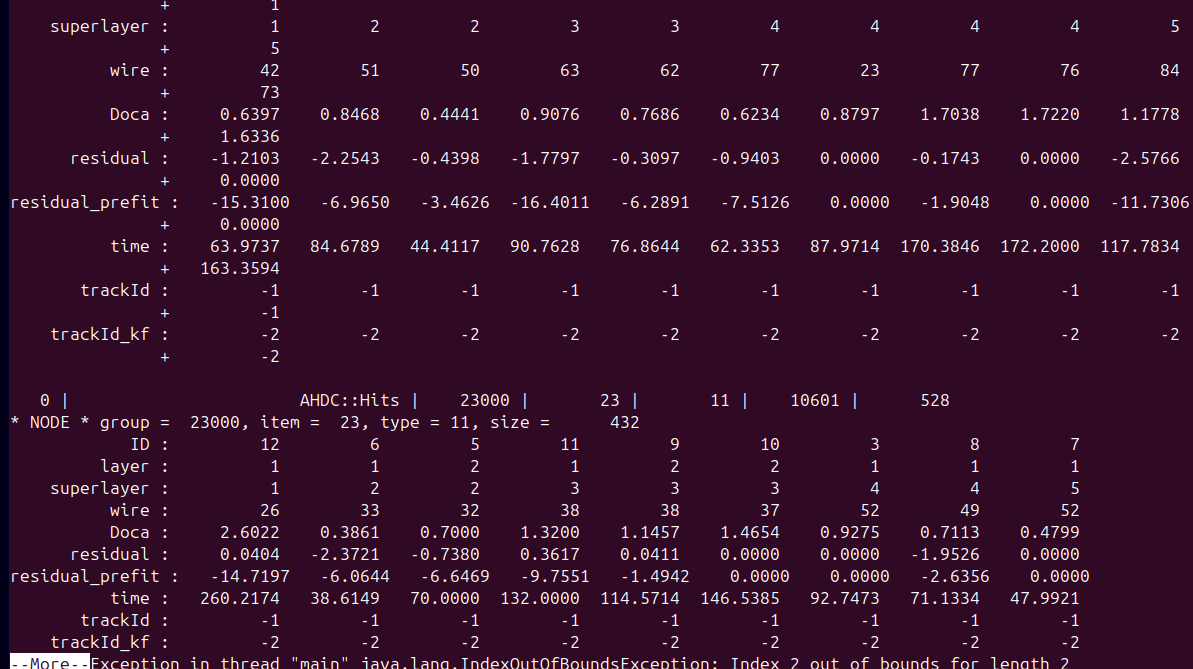 + 1
superlayer : 1 2 2 3 3 4 4 4 4 5
+ 5
wire : 42 51 50 63 62 77 23 77 76 84
+ 73
Doca : 0.6397 0.8468 0.4441 0.9076 0.7686 0.6234 0.8797 1.7038 1.7220 1.1778
+ 1.6336
residual : -1.2103 -2.2543 -0.4398 -1.7797 -0.3097 -0.9403 0.0000 -0.1743 0.0000 -2.5766
+ 0.0000
residual_prefit : -15.3100 -6.9650 -3.4626 -16.4011 -6.2891 -7.5126 0.0000 -1.9048 0.0000 -11.7306
+ 0.0000
time : 63.9737 84.6789 44.4117 90.7628 76.8644 62.3353 87.9714 170.3846 172.2000 117.7834
+ 163.3594
trackId : -1 -1 -1 -1 -1 -1 -1 -1 -1 -1
+ -1
trackId_kf : -2 -2 -2 -2 -2 -2 -2 -2 -2 -2
+ -2
0 | AHDC::Hits | 23000 | 23 | 11 | 10601 | 528
* NODE * group = 23000, item = 23, type = 11, size = 432
ID : 12 6 5 11 9 10 3 8 7
layer : 1 1 2 1 2 2 1 1 1
superlayer : 1 2 2 3 3 3 4 4 5
wire : 26 33 32 38 38 37 52 49 52
Doca : 2.6022 0.3861 0.7000 1.3200 1.1457 1.4654 0.9275 0.7113 0.4799
residual : 0.0404 -2.3721 -0.7380 0.3617 0.0411 0.0000 0.0000 -1.9526 0.0000
residual_prefit : -14.7197 -6.0644 -6.6469 -9.7551 -1.4942 0.0000 0.0000 -2.6356 0.0000
time : 260.2174 38.6149 70.0000 132.0000 114.5714 146.5385 92.7473 71.1334 47.9921
trackId : -1 -1 -1 -1 -1 -1 -1 -1 -1
trackId_kf : -2 -2 -2 -2 -2 -2 -2 -2 -2
--More--Exception in thread "main" java.lang.IndexOutOfBoundsException: Index 2 out of bounds for length 2